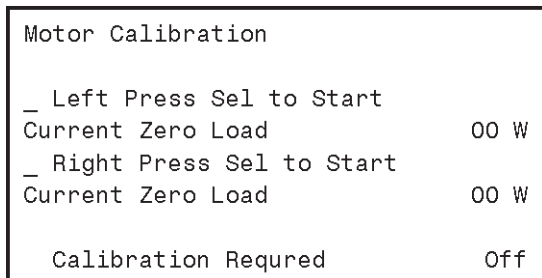 Motor Calibration
_ Left Press Sel to Start
Current Zero Load 00 W
_ Right Press Sel to Start
Current Zero Load 00 W
Calibration Requred Off